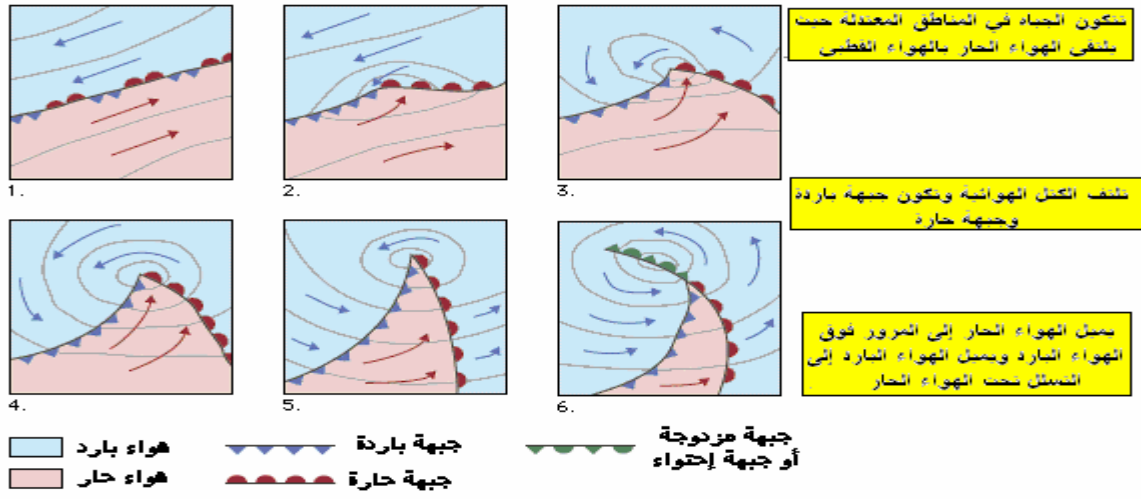 تتكون الجباه في المناطق المعتدلة حيث
يلتقي الهواء الحار بالهواء القطبي
1.
2.
3.
تلتف الكتل الهوائية وتكون جبهة باردة
وجبهة حارة
يميل الهواء الحار إلى المرور فوق
الهواء البارد ويميل الهواء البارد إلى
التسلل تحت الهواء الحار
4.
5.
6.
هواء بارد
جبهة باردة
جبهة مزدوجة
أو جبهة إحتواء
هواء حار
جبهة حارة